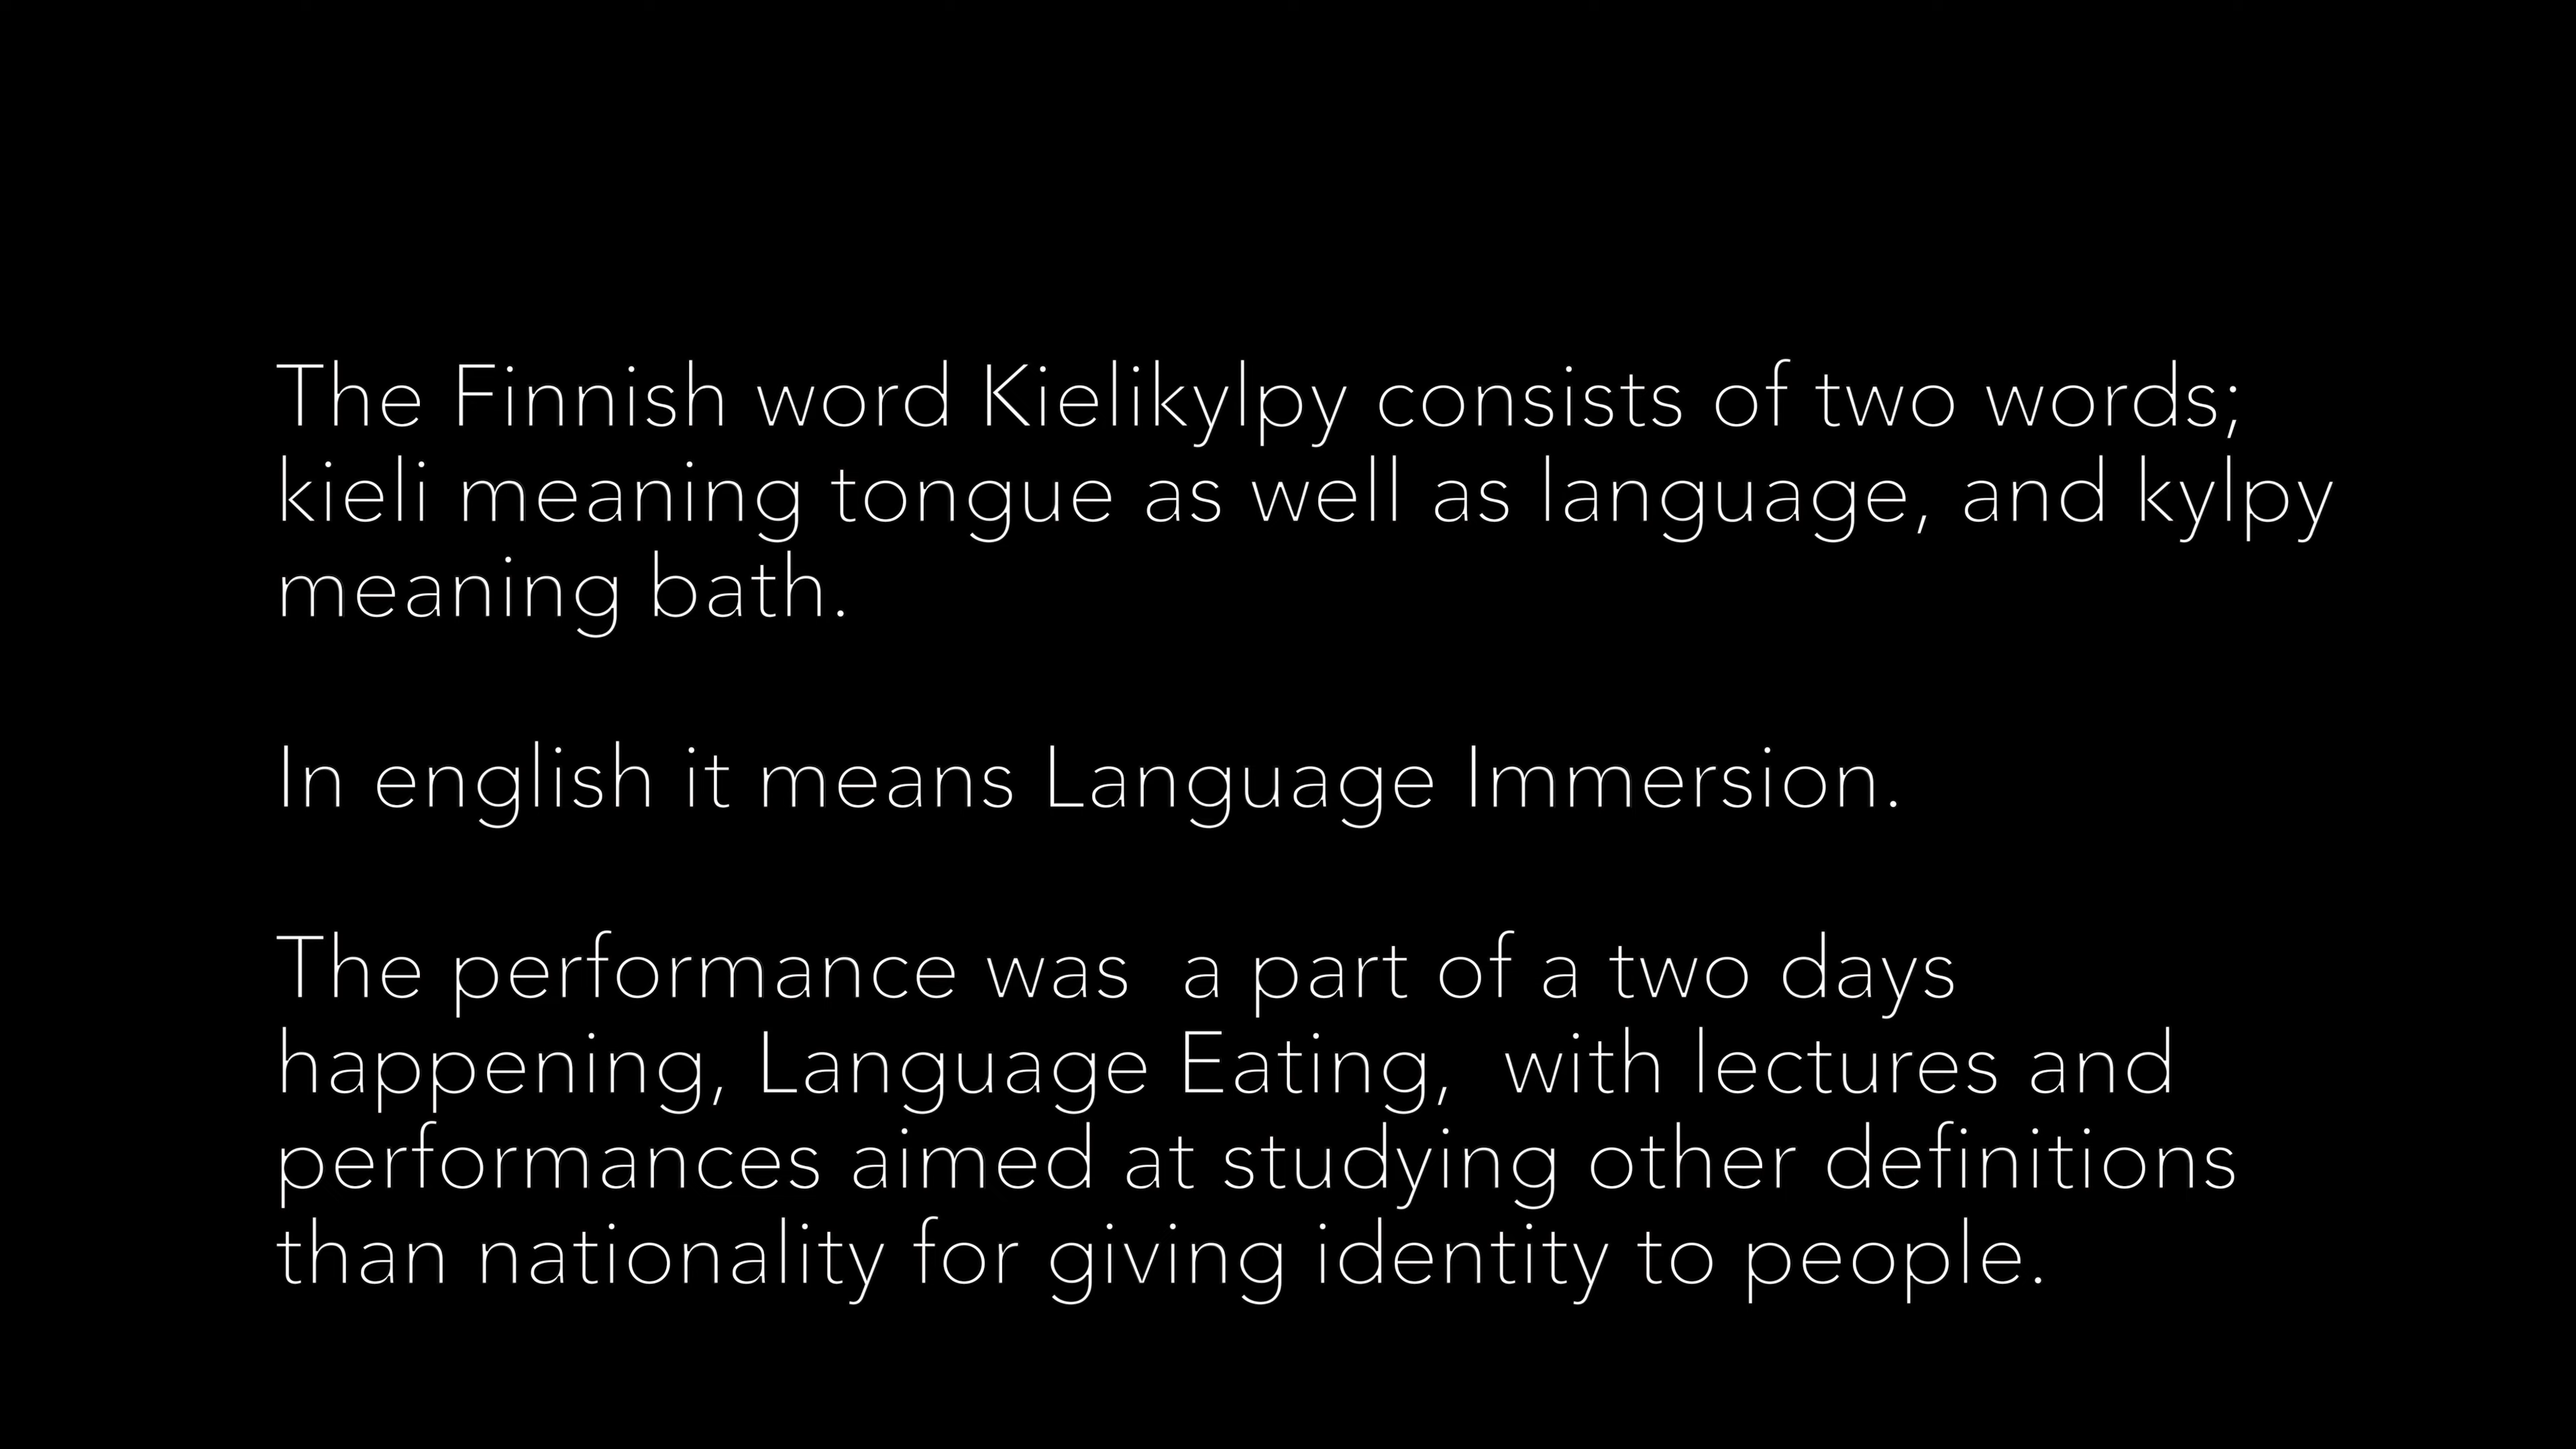 The Finnish word Kielikylpy consists of two words;
kieli meaning tongue as well as language, and kylpy
meaning bath.
In english it means Language Immersion.
The performance was  a part of a two days
happening, Language Eating,  with lectures and
performances aimed at studying other definitions
than nationality for giving identity to people.